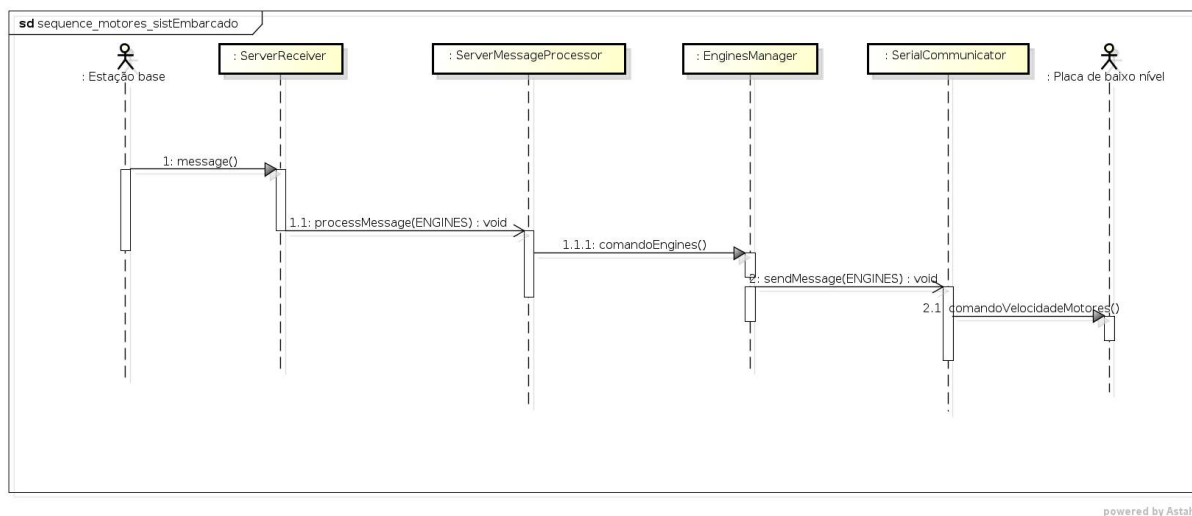 sd sequence_motores_sistEmbarcado
: Estação base
: ServerReceiver
: ServerMessageProcessor
: EnginesManager
: SerialCommunicator
: Placa de baixo nível
1: message()
1.1: processMessage(ENGINES) : void
1.1.1: comandoEngines()
2: sendMessage(ENGINES) : void
2.1 comandoVelocidadeMotores()
powered by Astah